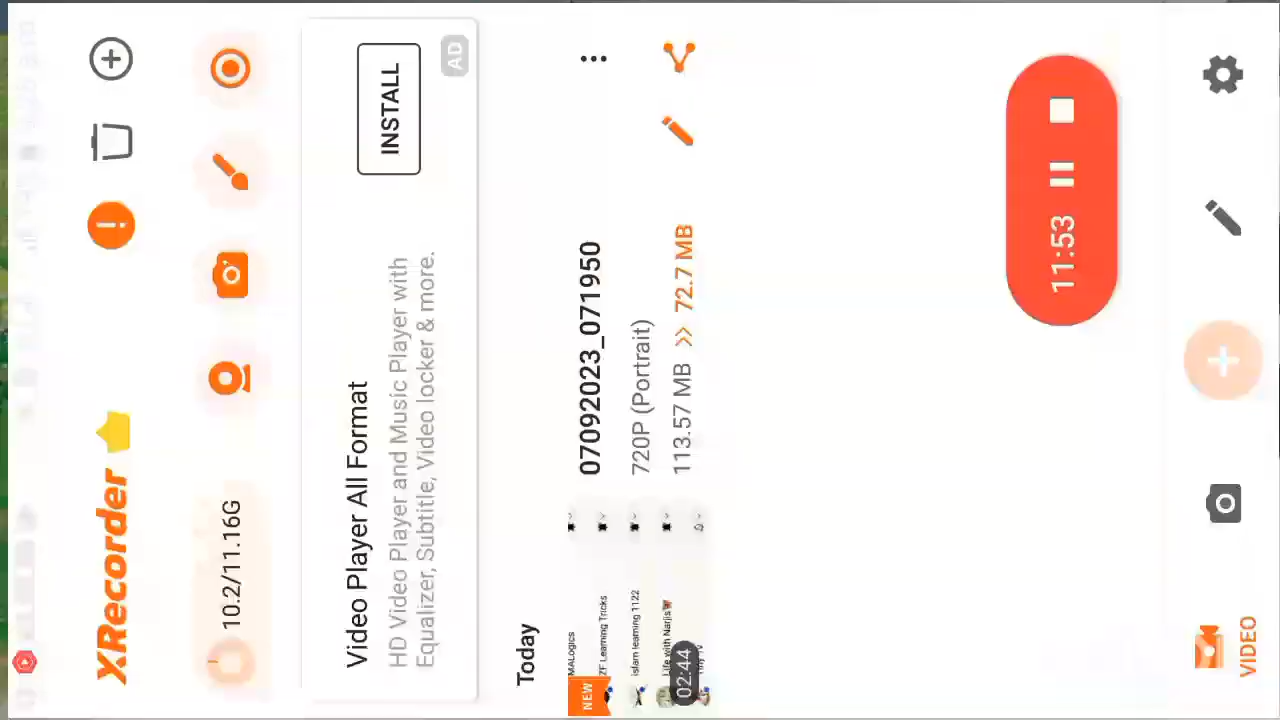 XRecorder
10.2/11.16G
Video Player All Format
HD Video Player and Music Player with
Equalizer, Subtitle, Video locker & more.
INSTALL
AD
Today
NEW
MALogics
ZF Learning Tricks
islam learning 1122
Life with Narjis
02:44
07092023_071950
720P (Portrait)
113.57 MB >> 72.7 MB
11:53
VIDEO